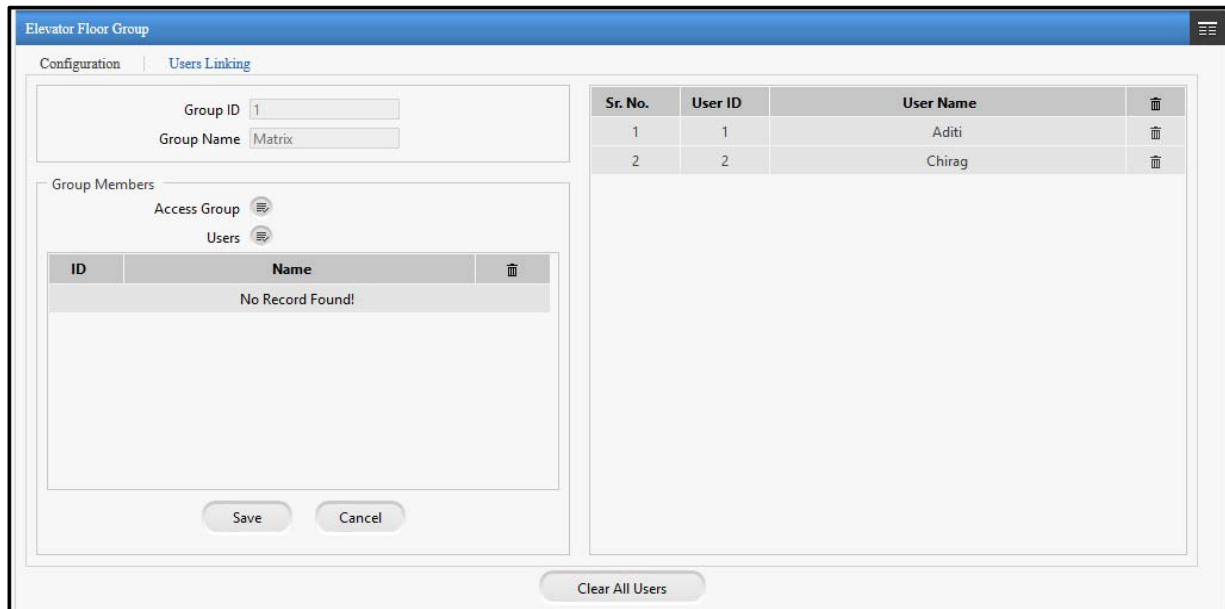 Elevator Floor Group
Configuration Users Linking
Group ID 1
Group Name Matrix
Group Members
Access Group
Users
ID Name
No Record Found!
Save Cancel
Sr. No. User ID User Name
1 1 Aditi
2 2 Chirag
Clear All Users